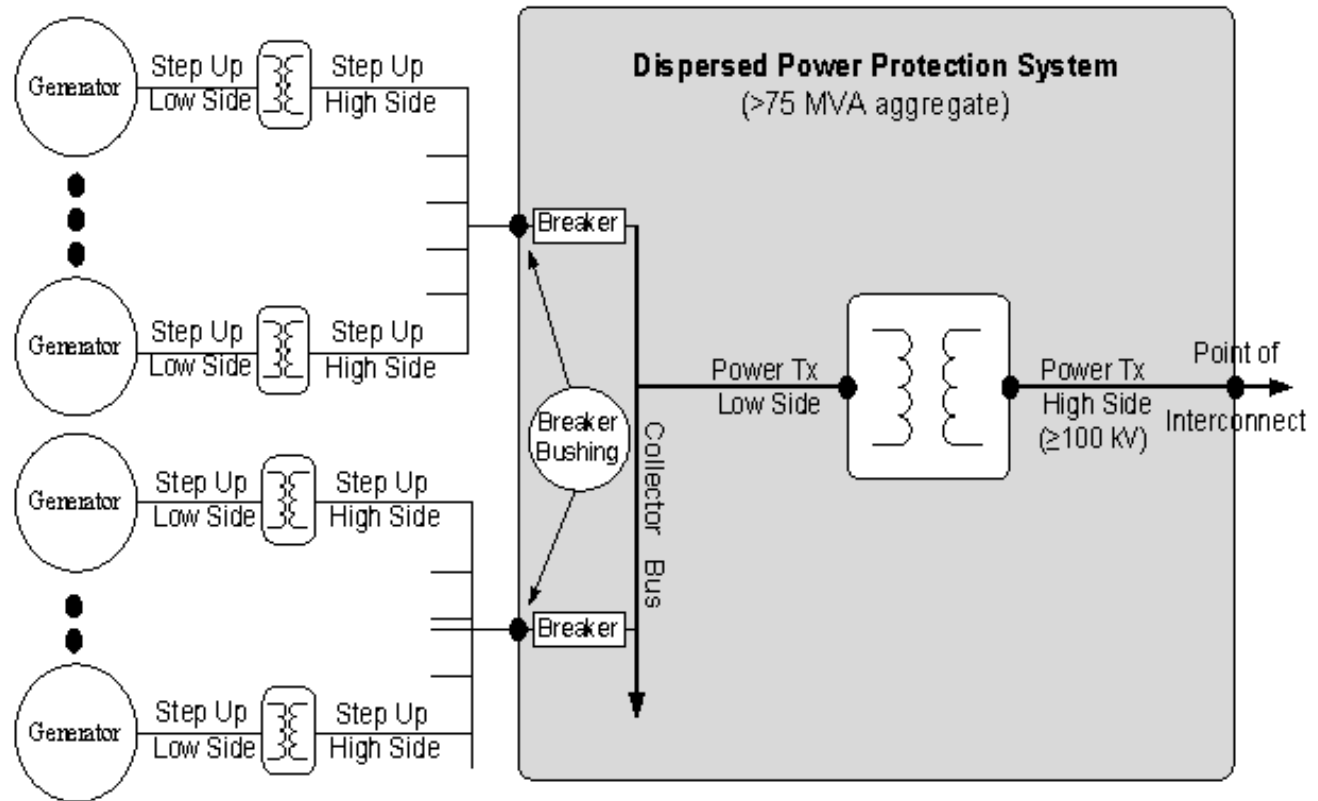 Generator
Step Up
Low Side
Step Up
High Side
Generator
Step Up
Low Side
Step Up
High Side
Generator
Step Up
Low Side
Step Up
High Side
Generator
Step Up
Low Side
Step Up
High Side
Dispersed Power Protection System
(>75 MVA aggregate)
Breaker
Breaker
Bushing
Breaker
Collector Bus
Power Tx
Low Side
Power Tx
High Side
(≥100 kV)
Point of
Interconnect